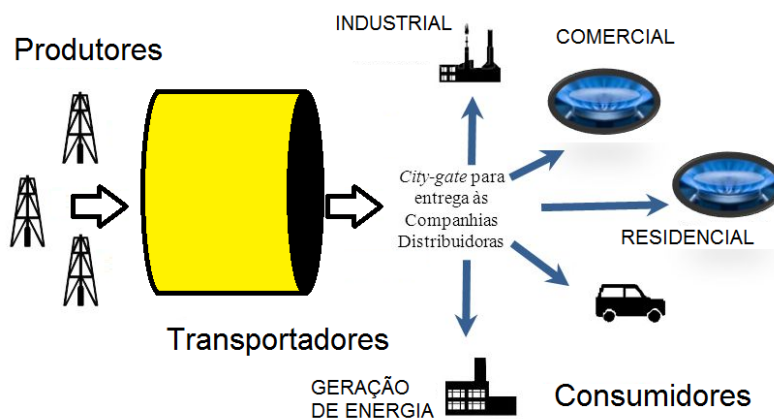 Produtores
INDUSTRIAL
COMERCIAL
City-gate para
entrega às
Companhias
Distribuidoras
RESIDENCIAL
Transportadores
GERAÇÃO
DE ENERGIA
Consumidores